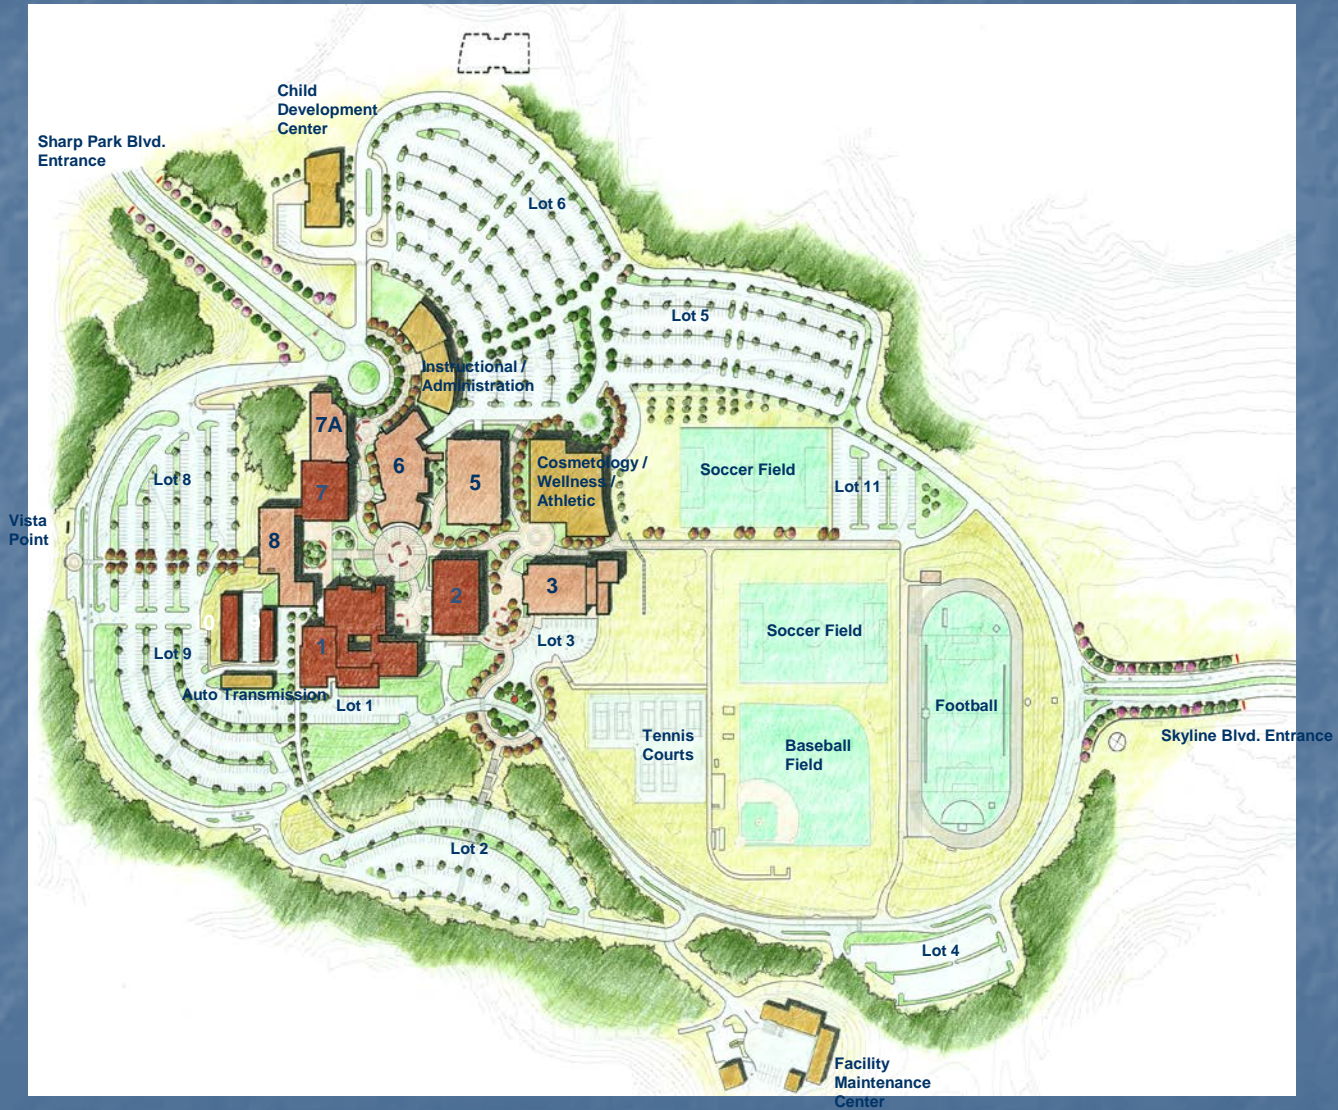 Child
Development
Center
Sharp Park Blvd.
Entrance
Lot 6
Lot 5
Instructional /
Administration
7A
6
5
Cosmetology /
Wellness /
Athletic
Soccer Field
Lot 11
Lot 8
7
Vista
Point
8
2
3
Soccer Field
9
1
Lot 3
Lot 9
Auto Transmission
Lot 1
Football
Tennis
Courts
Baseball
Field
Skyline Blvd. Entrance
Lot 2
Lot 4
Facility
Maintenance
Center